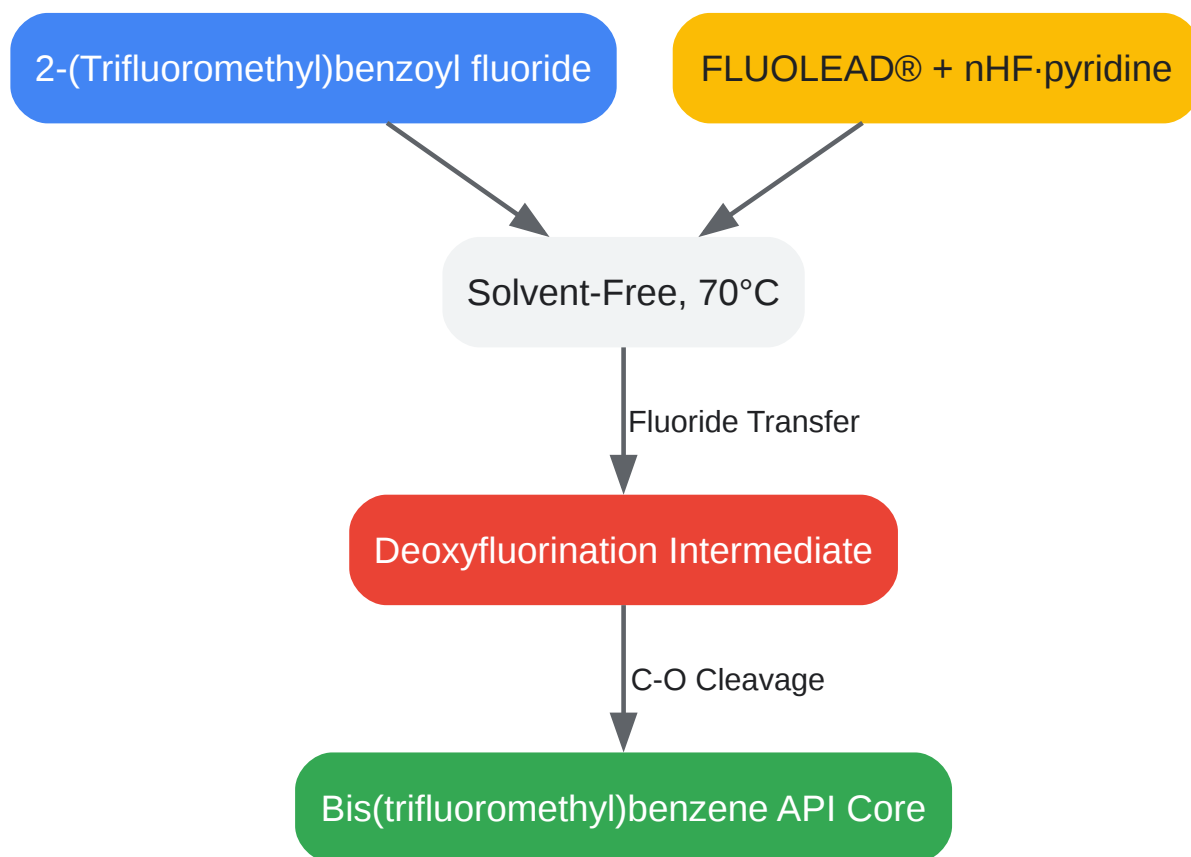 2-(Trifluoromethyl)benzoyl fluoride
FLUOLEAD® + nHF·pyridine
Solvent-Free, 70°C
Fluoride Transfer
Deoxyfluorination Intermediate
C-O Cleavage
Bis(trifluoromethyl)benzene API Core